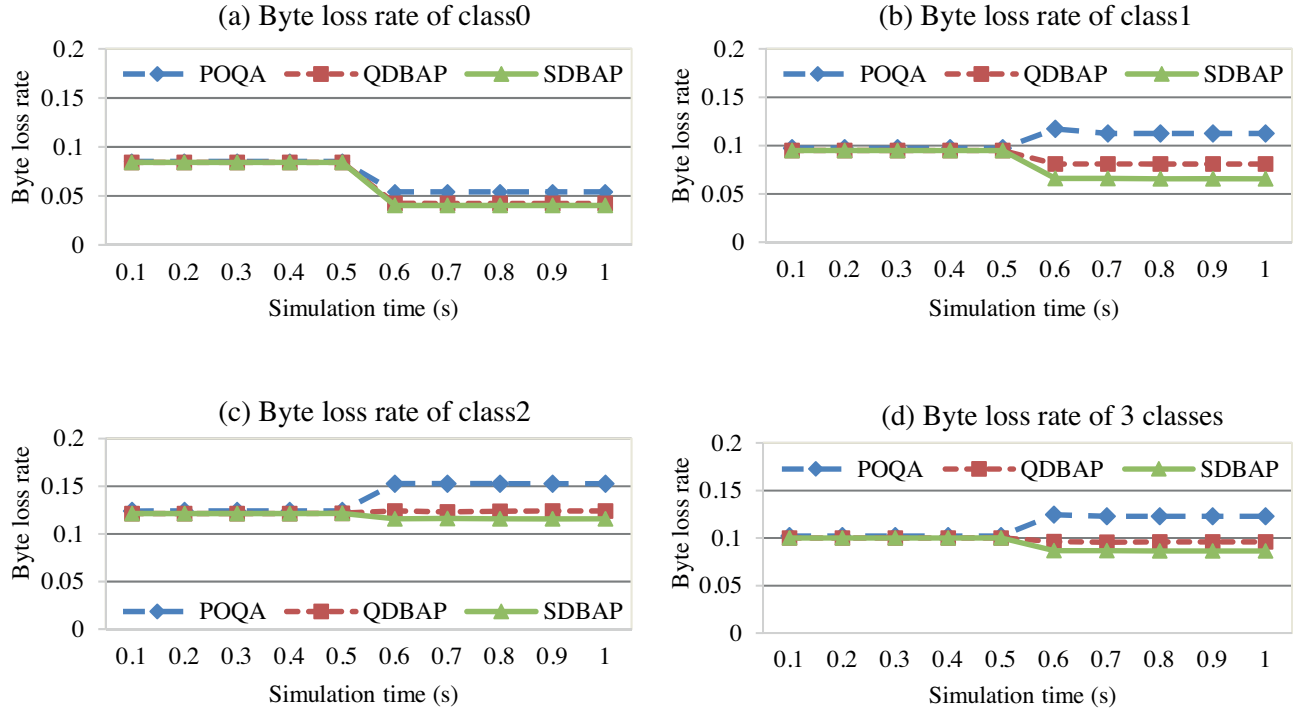 (a) Byte loss rate of class0
0.2
0.15
0.1
0.05
0
Byte loss rate
POQA QDBAP SDBAP
0.1 0.2 0.3 0.4 0.5 0.6 0.7 0.8 0.9 1
Simulation time (s)
(b) Byte loss rate of class1
0.2
0.15
0.1
0.05
0
Byte loss rate
POQA QDBAP SDBAP
0.1 0.2 0.3 0.4 0.5 0.6 0.7 0.8 0.9 1
Simulation time (s)
(c) Byte loss rate of class2
0.2
0.15
0.1
0.05
0
Byte loss rate
POQA QDBAP SDBAP
0.1 0.2 0.3 0.4 0.5 0.6 0.7 0.8 0.9 1
Simulation time (s)
(d) Byte loss rate of 3 classes
0.2
0.15
0.1
0.05
0
Byte loss rate
POQA QDBAP SDBAP
0.1 0.2 0.3 0.4 0.5 0.6 0.7 0.8 0.9 1
Simulation time (s)